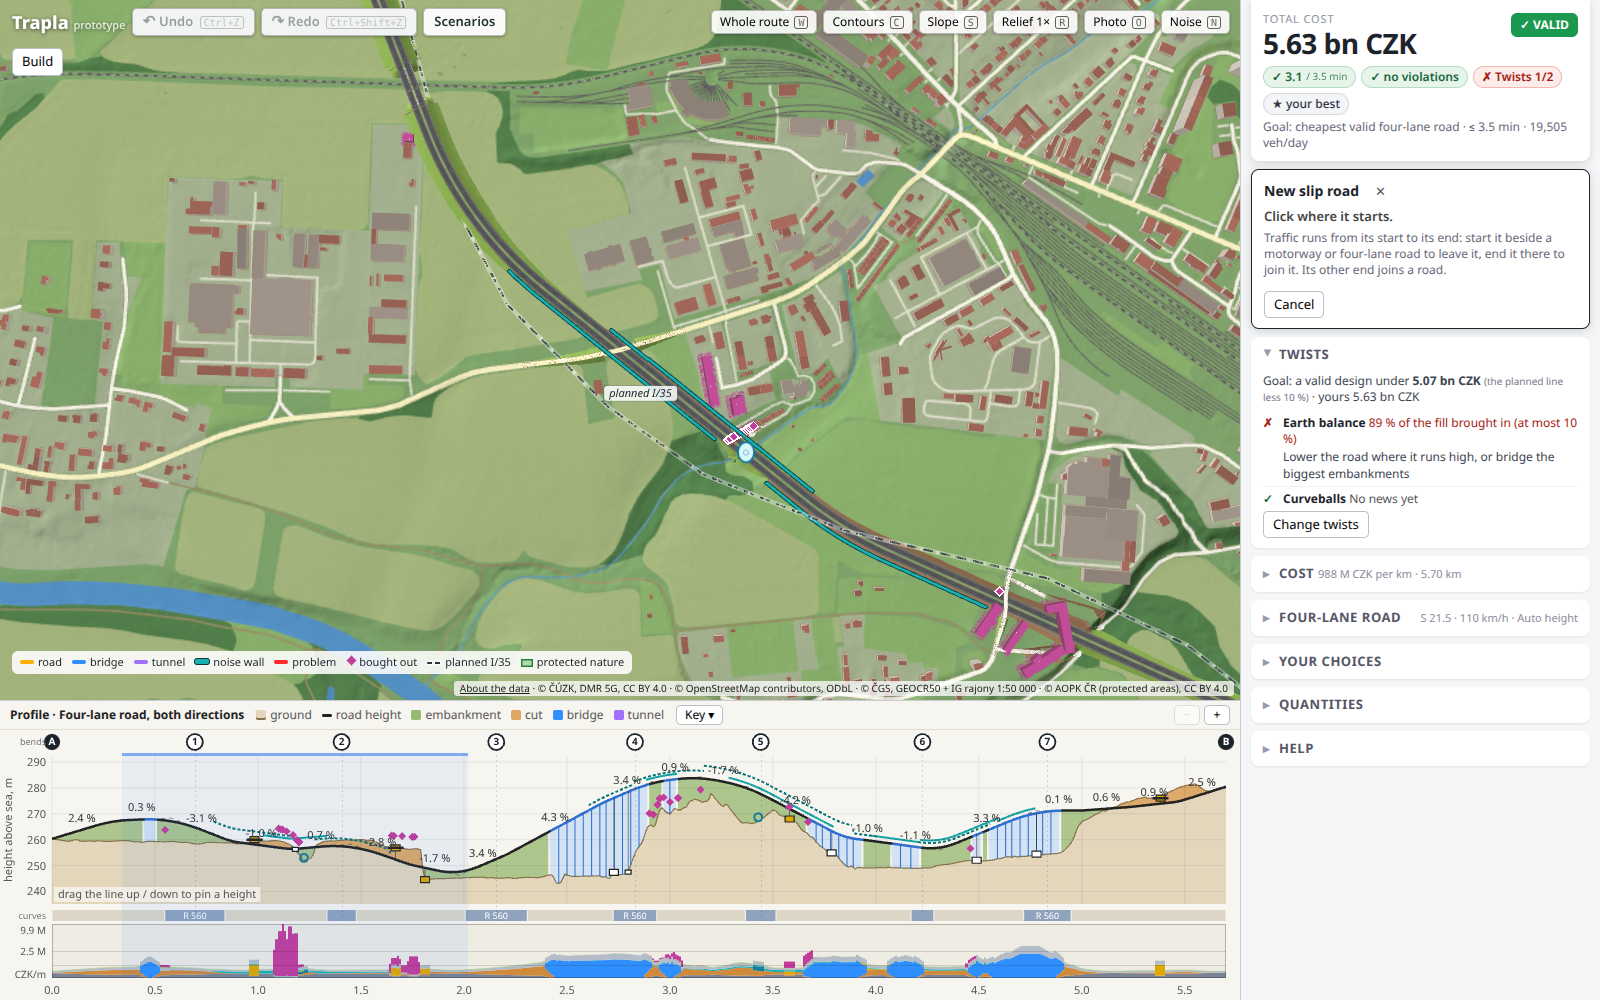 Trapla prototype
↶ Undo Ctrl+Z
↷ Redo Ctrl+Shift+Z
Scenarios
Whole route W
Contours C
Slope S
Relief 1× R
Photo O
Noise N
Build
planned I/35
road
bridge
tunnel
noise wall
problem
bought out
planned I/35
protected nature
About the data · © ČÚZK, DMR 5G, CC BY 4.0 · © OpenStreetMap contributors, ODbL · © ČGS, GEOCR50 + IG rajony 1:50 000 · © AOPK ČR (protected areas), CC BY 4.0
TOTAL COST
5.63 bn CZK
✓ VALID
✓ 3.1 / 3.5 min
✓ no violations
✗ Twists 1/2
★ your best
Goal: cheapest valid four-lane road · ≤ 3.5 min · 19,505
veh/day
New slip road ✕
Click where it starts.
Traffic runs from its start to its end: start it beside a
motorway or four-lane road to leave it, end it there to
join it. Its other end joins a road.
Cancel
▼ TWISTS
Goal: a valid design under 5.07 bn CZK (the planned line
less 10 %) · yours 5.63 bn CZK
✗ Earth balance 89 % of the fill brought in (at most 10
%)
Lower the road where it runs high, or bridge the
biggest embankments
✓ Curveballs No news yet
Change twists
▶ COST 988 M CZK per km · 5.70 km
▶ FOUR-LANE ROAD S 21.5 · 110 km/h · Auto height
▶ YOUR CHOICES
▶ QUANTITIES
▶ HELP
Profile · Four-lane road, both directions
ground
road height
embankment
cut
bridge
tunnel
Key ▾
−
+
bends
A 1 2 3 4 5 6 7 B
height above sea, m
290
280
270
260
250
240
2.4 %
0.3 %
-3.1 %
-1.0 %
0.7 %
-2.8 %
-1.7 %
3.4 %
4.3 %
3.4 %
0.9 %
-1.7 %
-4.2 %
-1.0 %
-1.1 %
3.3 %
0.1 %
0.6 %
0.9 %
2.5 %
drag the line up / down to pin a height
curves
R 560
R 560
R 560
R 560
9.9 M
2.5 M
CZK/m
0.0 0.5 1.0 1.5 2.0 2.5 3.0 3.5 4.0 4.5 5.0 5.5